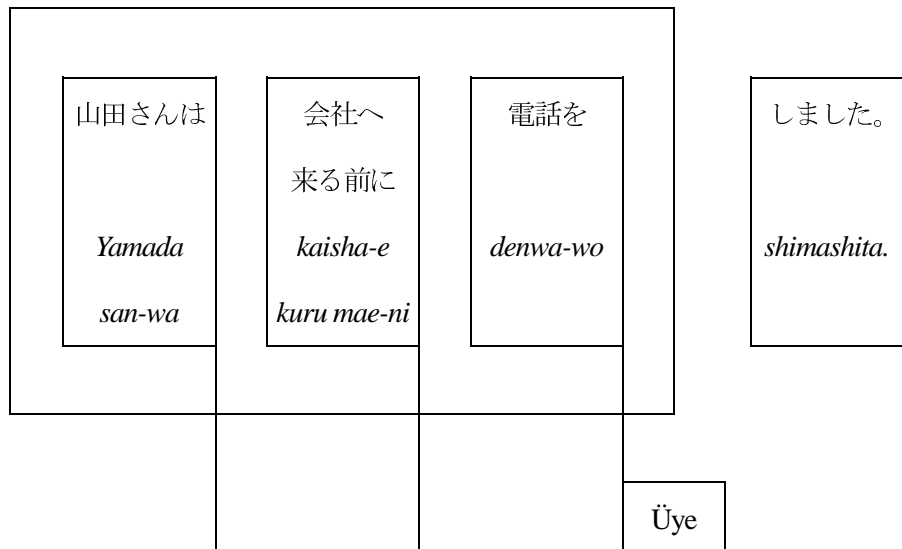 山田さんは
Yamada
san-wa
会社へ
来る前に
kaisha-e
kuru mae-ni
電話を
denwa-wo
しました。
shimashita.
Üye